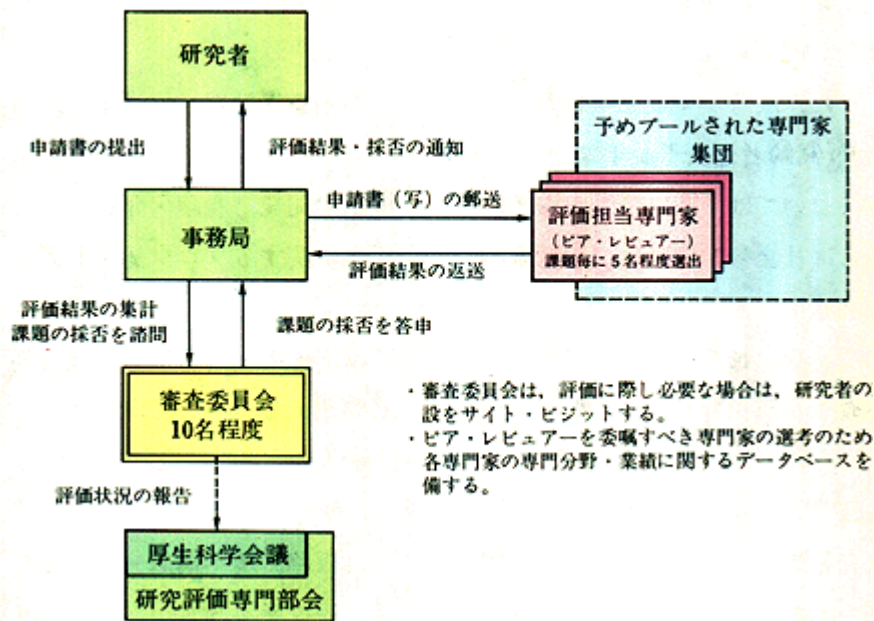 研究者
申請書の提出
評価結果・採否の通知
予めプールされた専門家
集団
事務局
申請書（写）の郵送
評価結果の返送
評価担当専門家
（ピア・レビュアー）
課題毎に5名程度選出
評価結果の集計
課題の採否を諮問
課題の採否を答申
審査委員会
10名程度
・審査委員会は、評価に際し必要な場合は、研究者の
設をサイト・ビジットする。
・ピア・レビュアーを委嘱すべき専門家の選考のため
各専門家の専門分野・業績に関するデータベースを
備する。
評価状況の報告
厚生科学会議
研究評価専門部会